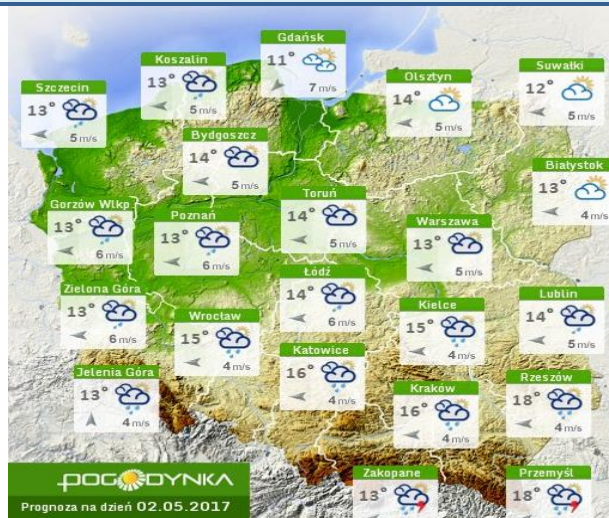 Gdańsk
11°
7 m/s
Koszalin
13°
5 m/s
Szczecin
13°
5 m/s
Olsztyn
14°
5 m/s
Suwałki
12°
5 m/s
Bydgoszcz
14°
5 m/s
Białystok
13°
4 m/s
Gorzów Wlkp
13°
6 m/s
Poznań
13°
6 m/s
Toruń
14°
5 m/s
Warszawa
13°
5 m/s
Zielona Góra
13°
6 m/s
Łódź
14°
6 m/s
Wrocław
15°
4 m/s
Kielce
15°
4 m/s
Lublin
14°
5 m/s
Katowice
16°
4 m/s
Jelenia Góra
13°
4 m/s
Kraków
16°
4 m/s
Rzeszów
18°
4 m/s
Zakopane
13°
Przemyśl
18°
POGODYNKA
Prognoza na dzień 02.05.2017